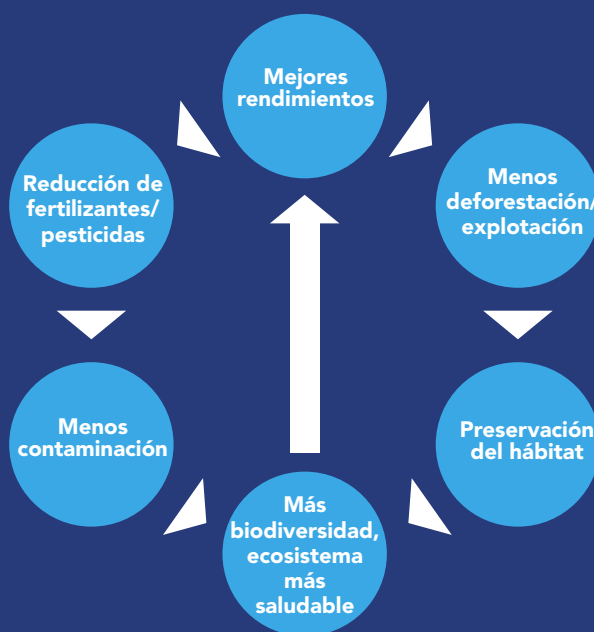 Mejores
rendimientos
Reducción de
fertilizantes/
pesticidas
Menos
deforestación/
explotación
Menos
contaminación
Preservación
del hábitat
Más
biodiversidad,
ecosistema
más
saludable